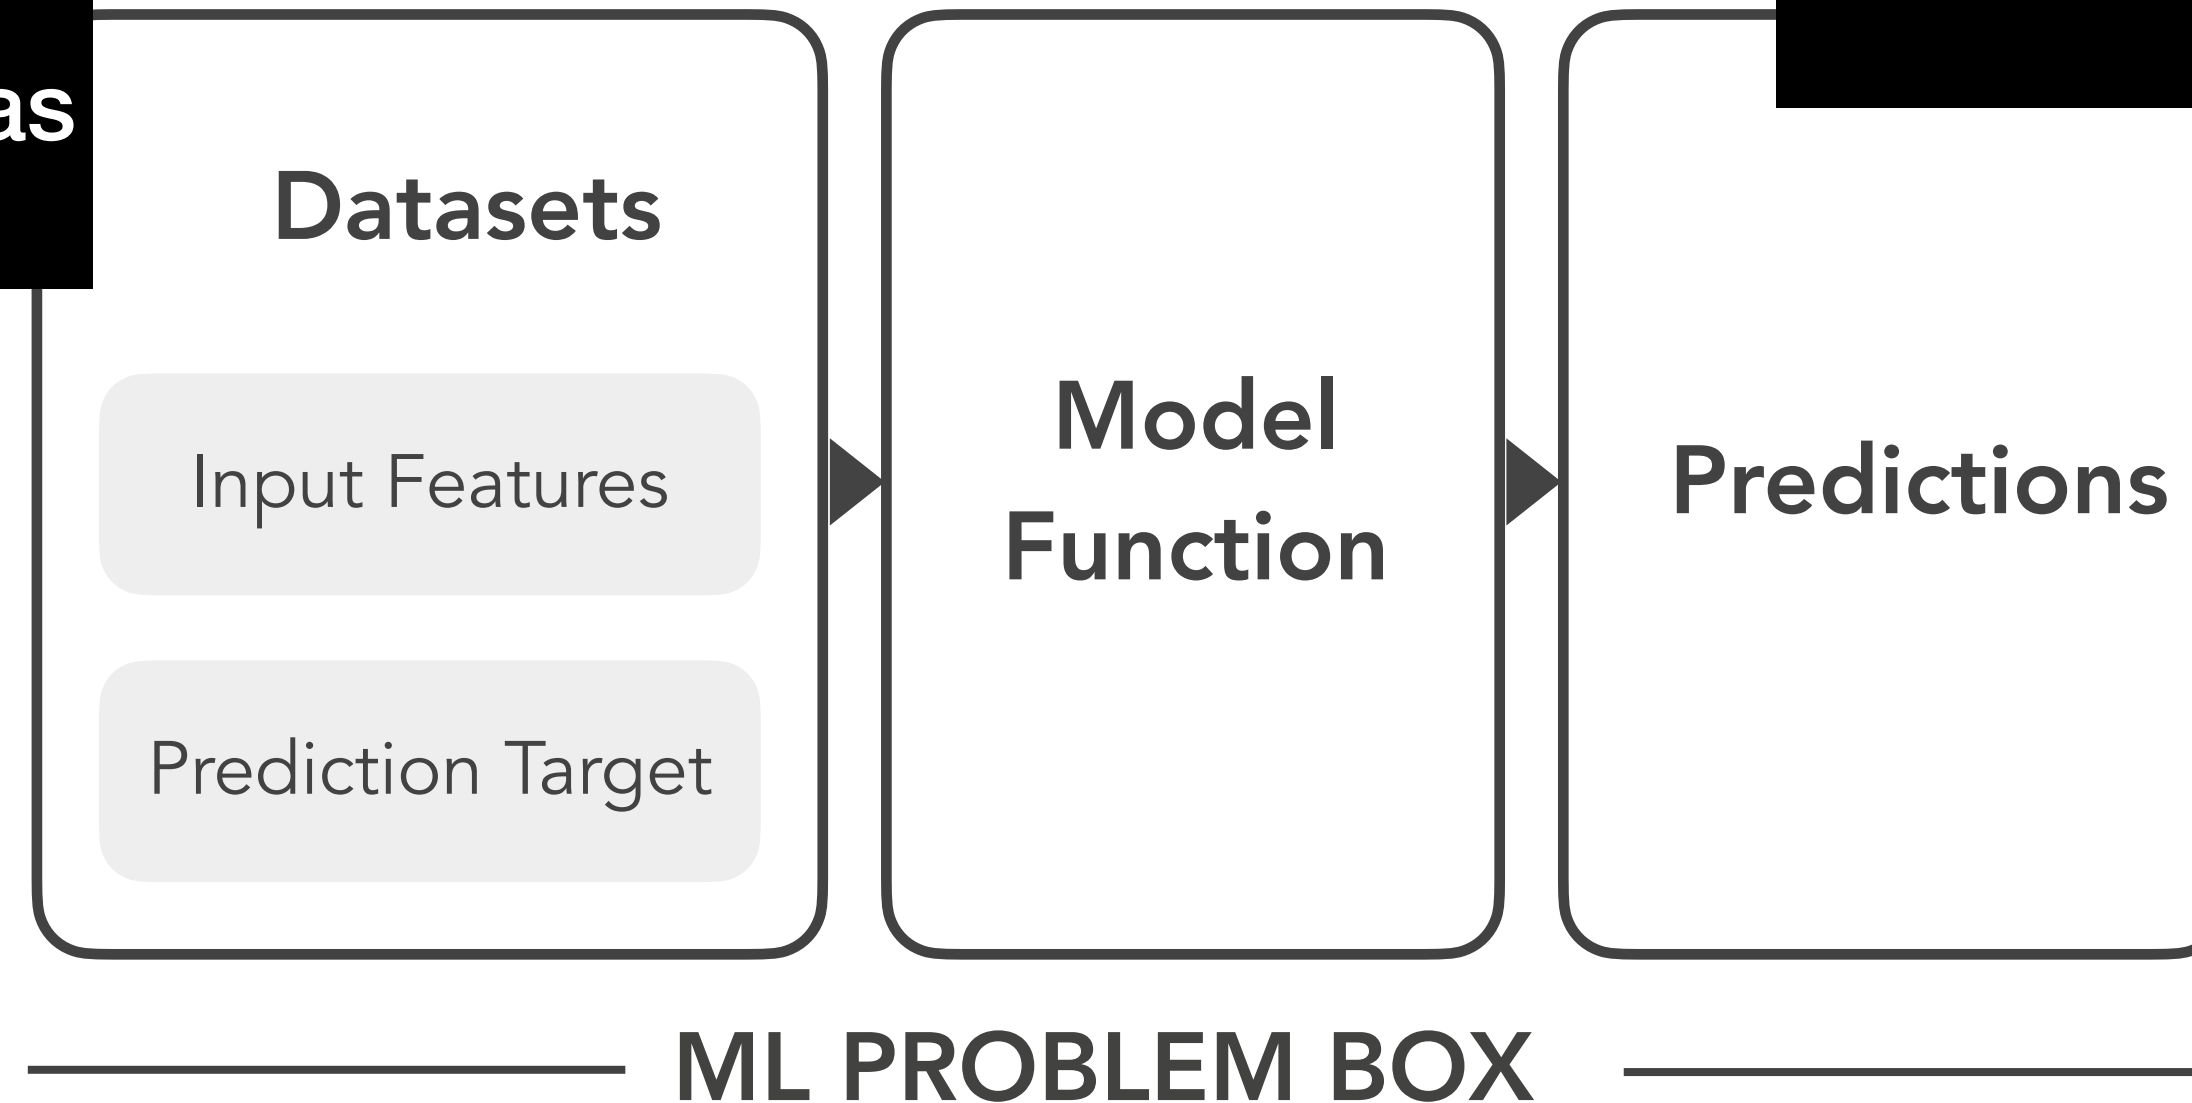 as
Datasets
Input Features
Prediction Target
Model
Function
Predictions
ML PROBLEM BOX